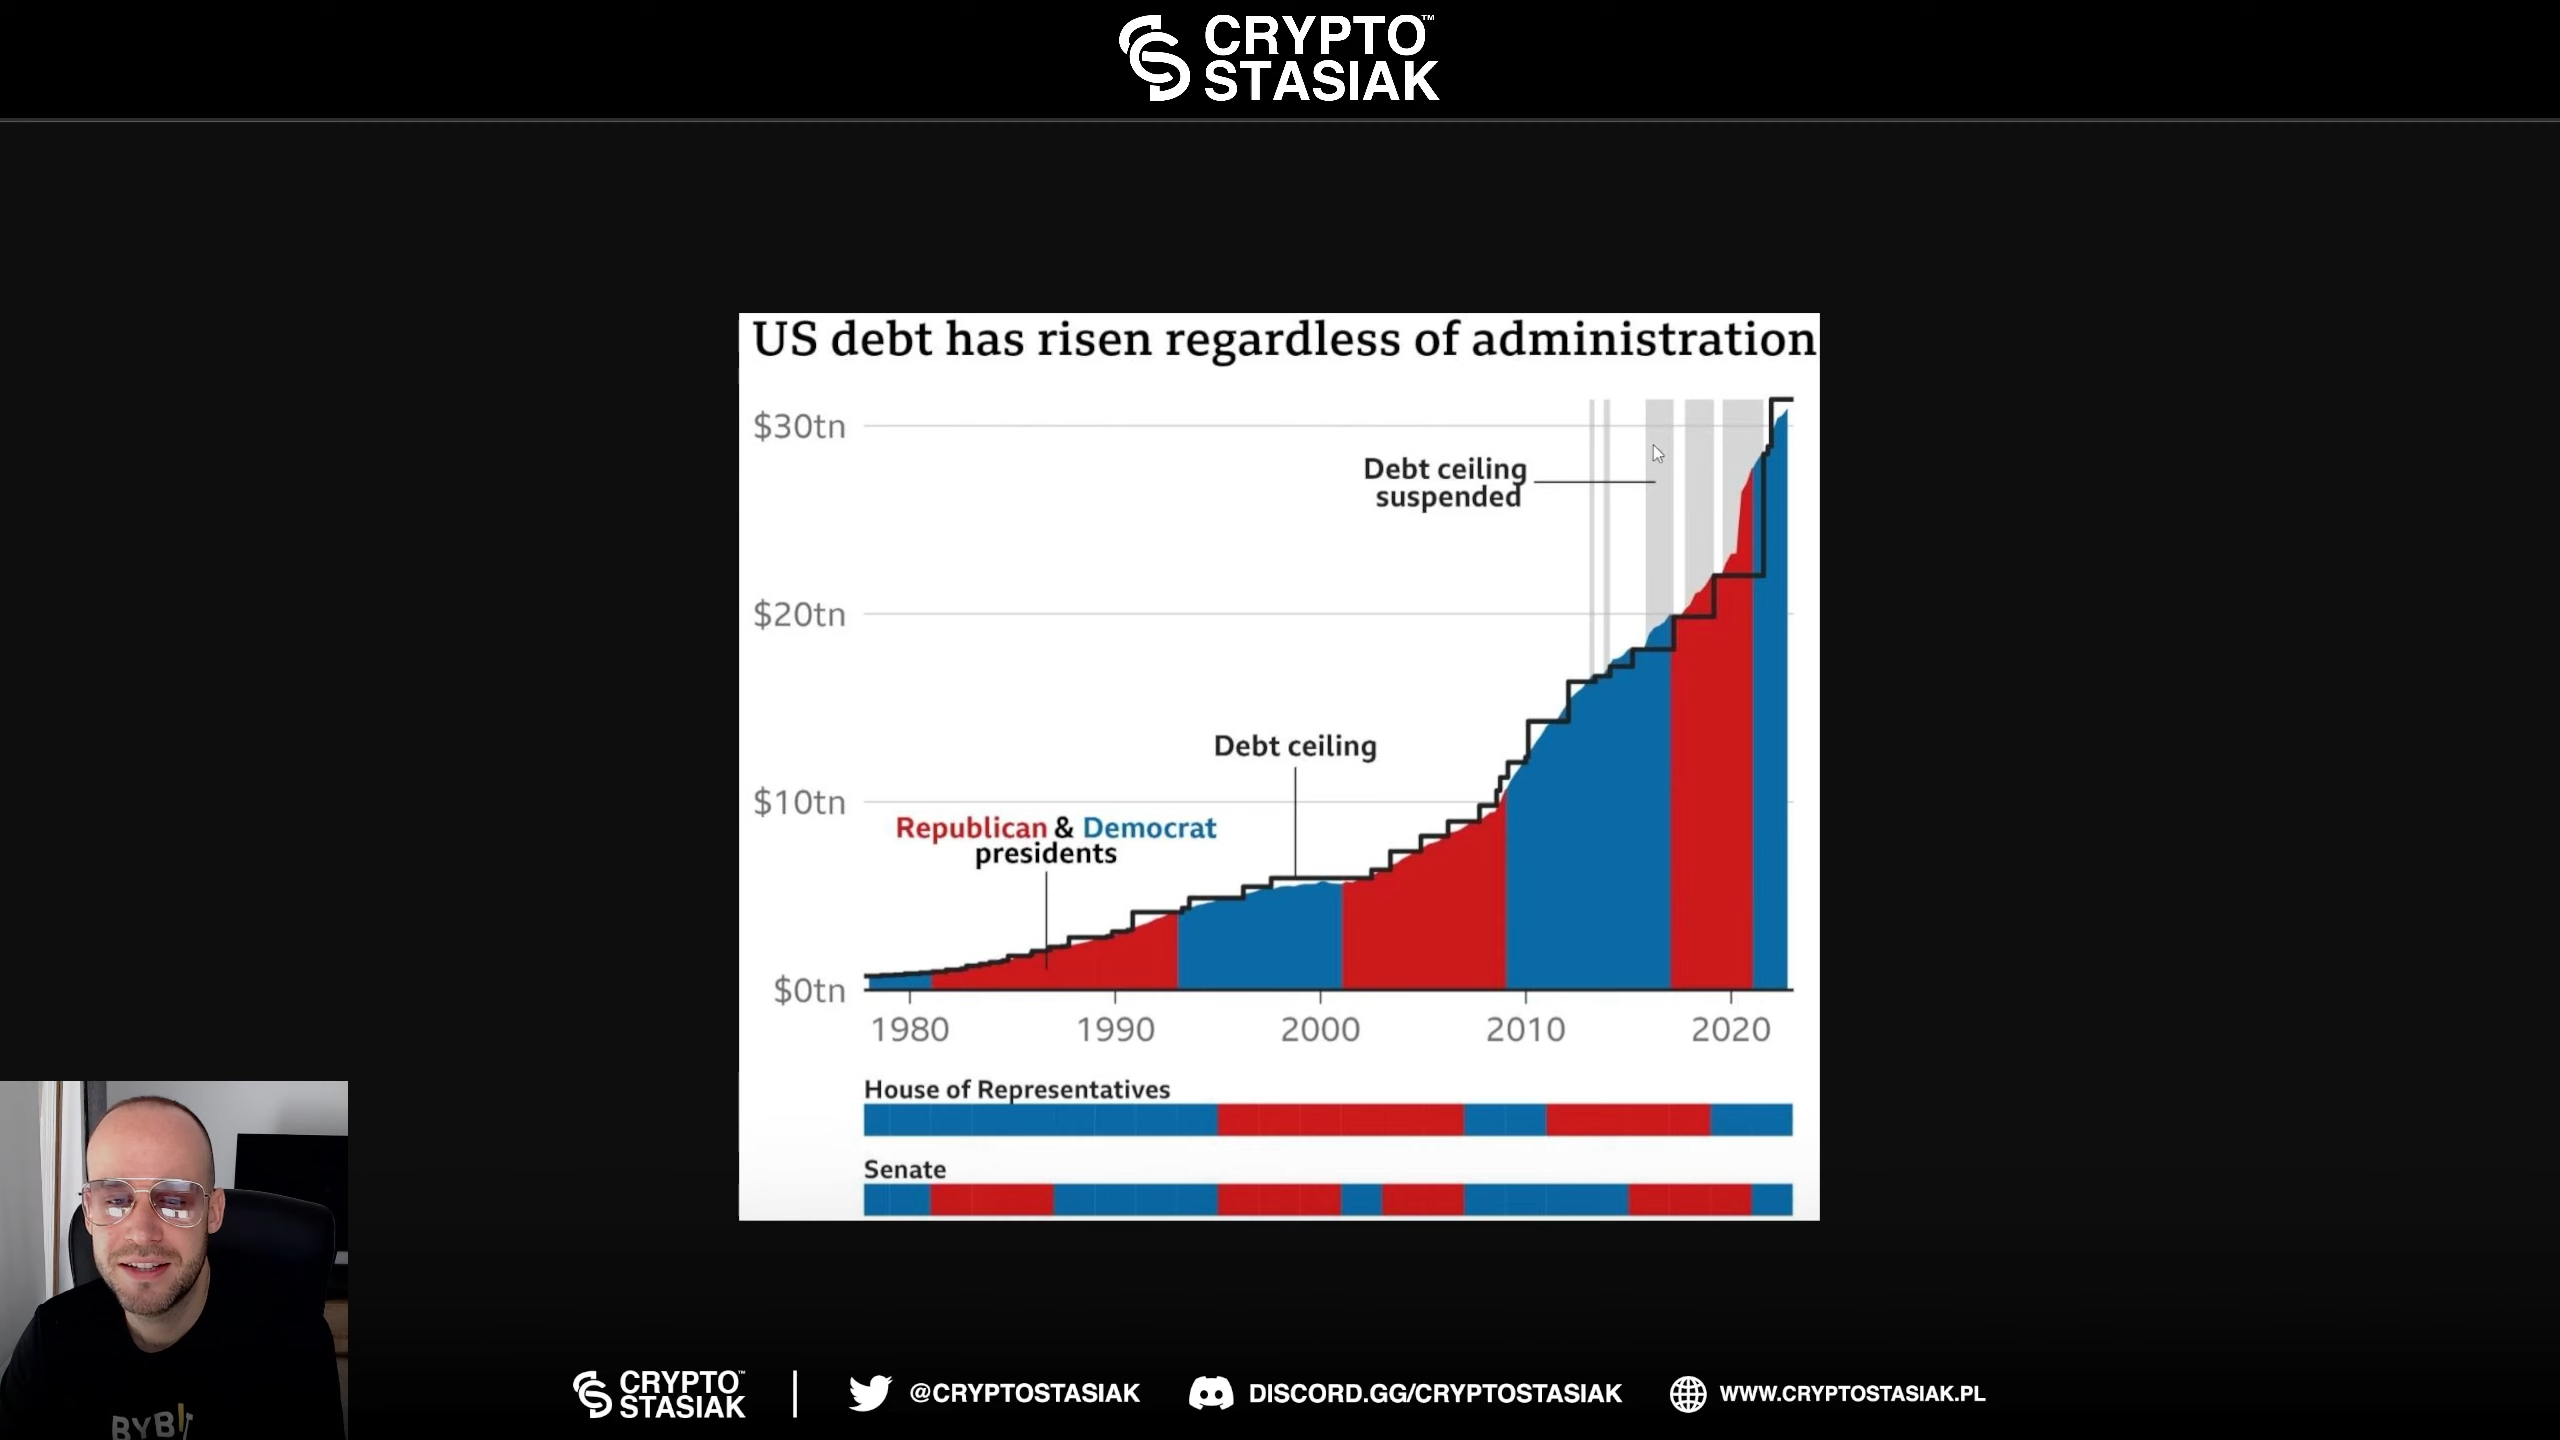 CRYPTO™
STASIAK
US debt has risen regardless of administration
$30tn
Debt ceiling
suspended
$20tn
Debt ceiling
$10tn
Republican & Democrat
presidents
$0tn
1980 1990 2000 2010 2020
House of Representatives
Senate
BYB!T
CRYPTO™
STASIAK
@CRYPTOSTASIAK
DISCORD.GG/CRYPTOSTASIAK
WWW.CRYPTOSTASIAK.PL